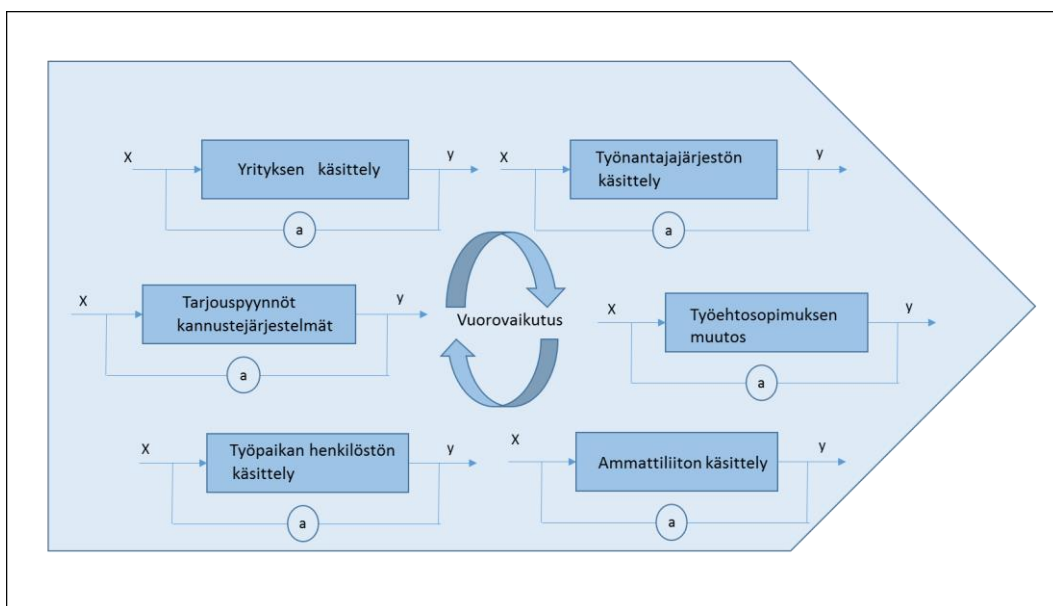 X
Yrityksen käsittely
y
a
X
Työnantajajärjestön
käsittely
y
a
X
Tarjouspyynnöt
kannustejärjestelmät
y
a
Vuorovaikutus
X
Työehtosopimuksen
muutos
y
a
X
Työpaikan henkilöstön
käsittely
y
a
X
Ammattiliiton käsittely
y
a